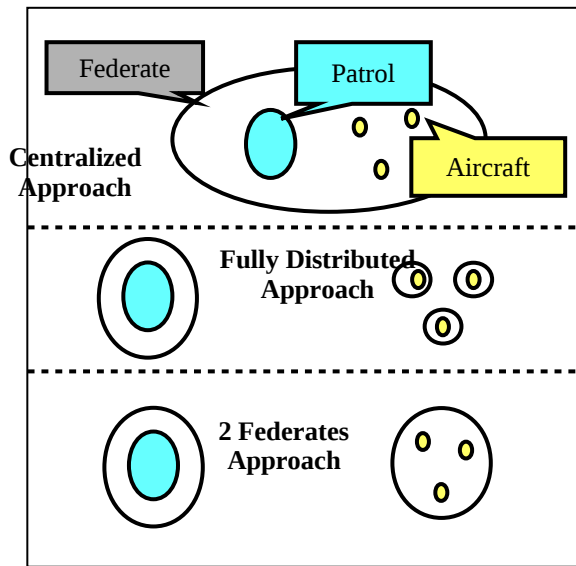 Federate
Patrol
Centralized
Approach
Aircraft
Fully Distributed
Approach
2 Federates
Approach